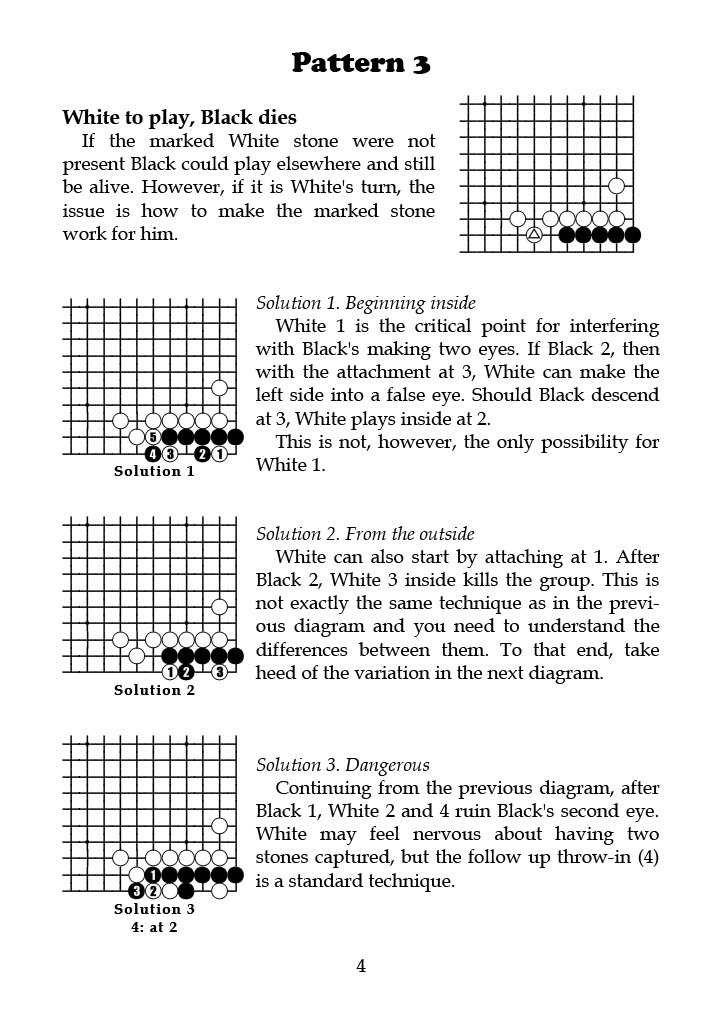 Pattern 3
White to play, Black dies
If the marked White stone were not
present Black could play elsewhere and still
be alive. However, if it is White's turn, the
issue is how to make the marked stone
work for him.
Solution 1. Beginning inside
White 1 is the critical point for interfering
with Black's making two eyes. If Black 2, then
with the attachment at 3, White can make the
left side into a false eye. Should Black descend
at 3, White plays inside at 2.
This is not, however, the only possibility for
White 1.
5
4 3 2 1
Solution 1
Solution 2. From the outside
White can also start by attaching at 1. After
Black 2, White 3 inside kills the group. This is
not exactly the same technique as in the previ-
ous diagram and you need to understand the
differences between them. To that end, take
heed of the variation in the next diagram.
1 2 3
Solution 2
Solution 3. Dangerous
Continuing from the previous diagram, after
Black 1, White 2 and 4 ruin Black's second eye.
White may feel nervous about having two
stones captured, but the follow up throw-in (4)
is a standard technique.
1
3 2
Solution 3
4: at 2
4